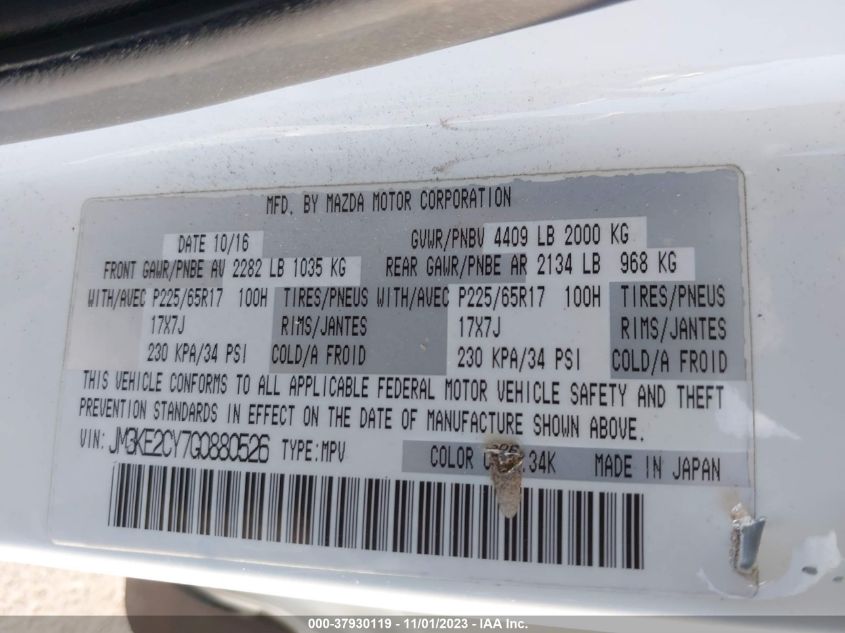 MFD. BY MAZDA MOTOR CORPORATION
DATE 10/16 GVWR/PNBV 4409 LB 2000 KG
FRONT GAWR/PNBE AV 2282 LB 1035 KG REAR GAWR/PNBE AR 2134 LB 968 KG
WITH/AVEC P225/65R17 100H TIRES/PNEUS WITH/AVEC P225/65R17 100H TIRES/PNEUS
17X7J RIMS/JANTES 17X7J RIMS/JANTES
230 KPA/34 PSI COLD/A FROID 230 KPA/34 PSI COLD/A FROID
THIS VEHICLE CONFORMS TO ALL APPLICABLE FEDERAL MOTOR VEHICLE SAFETY AND THEFT
PREVENTION STANDARDS IN EFFECT ON THE DATE OF MANUFACTURE SHOWN ABOVE.
VIN: JM3KE2CY7G0880526 TYPE:MPV COLOR 34K MADE IN JAPAN
000-37930119 - 11/01/2023 - IAA Inc.